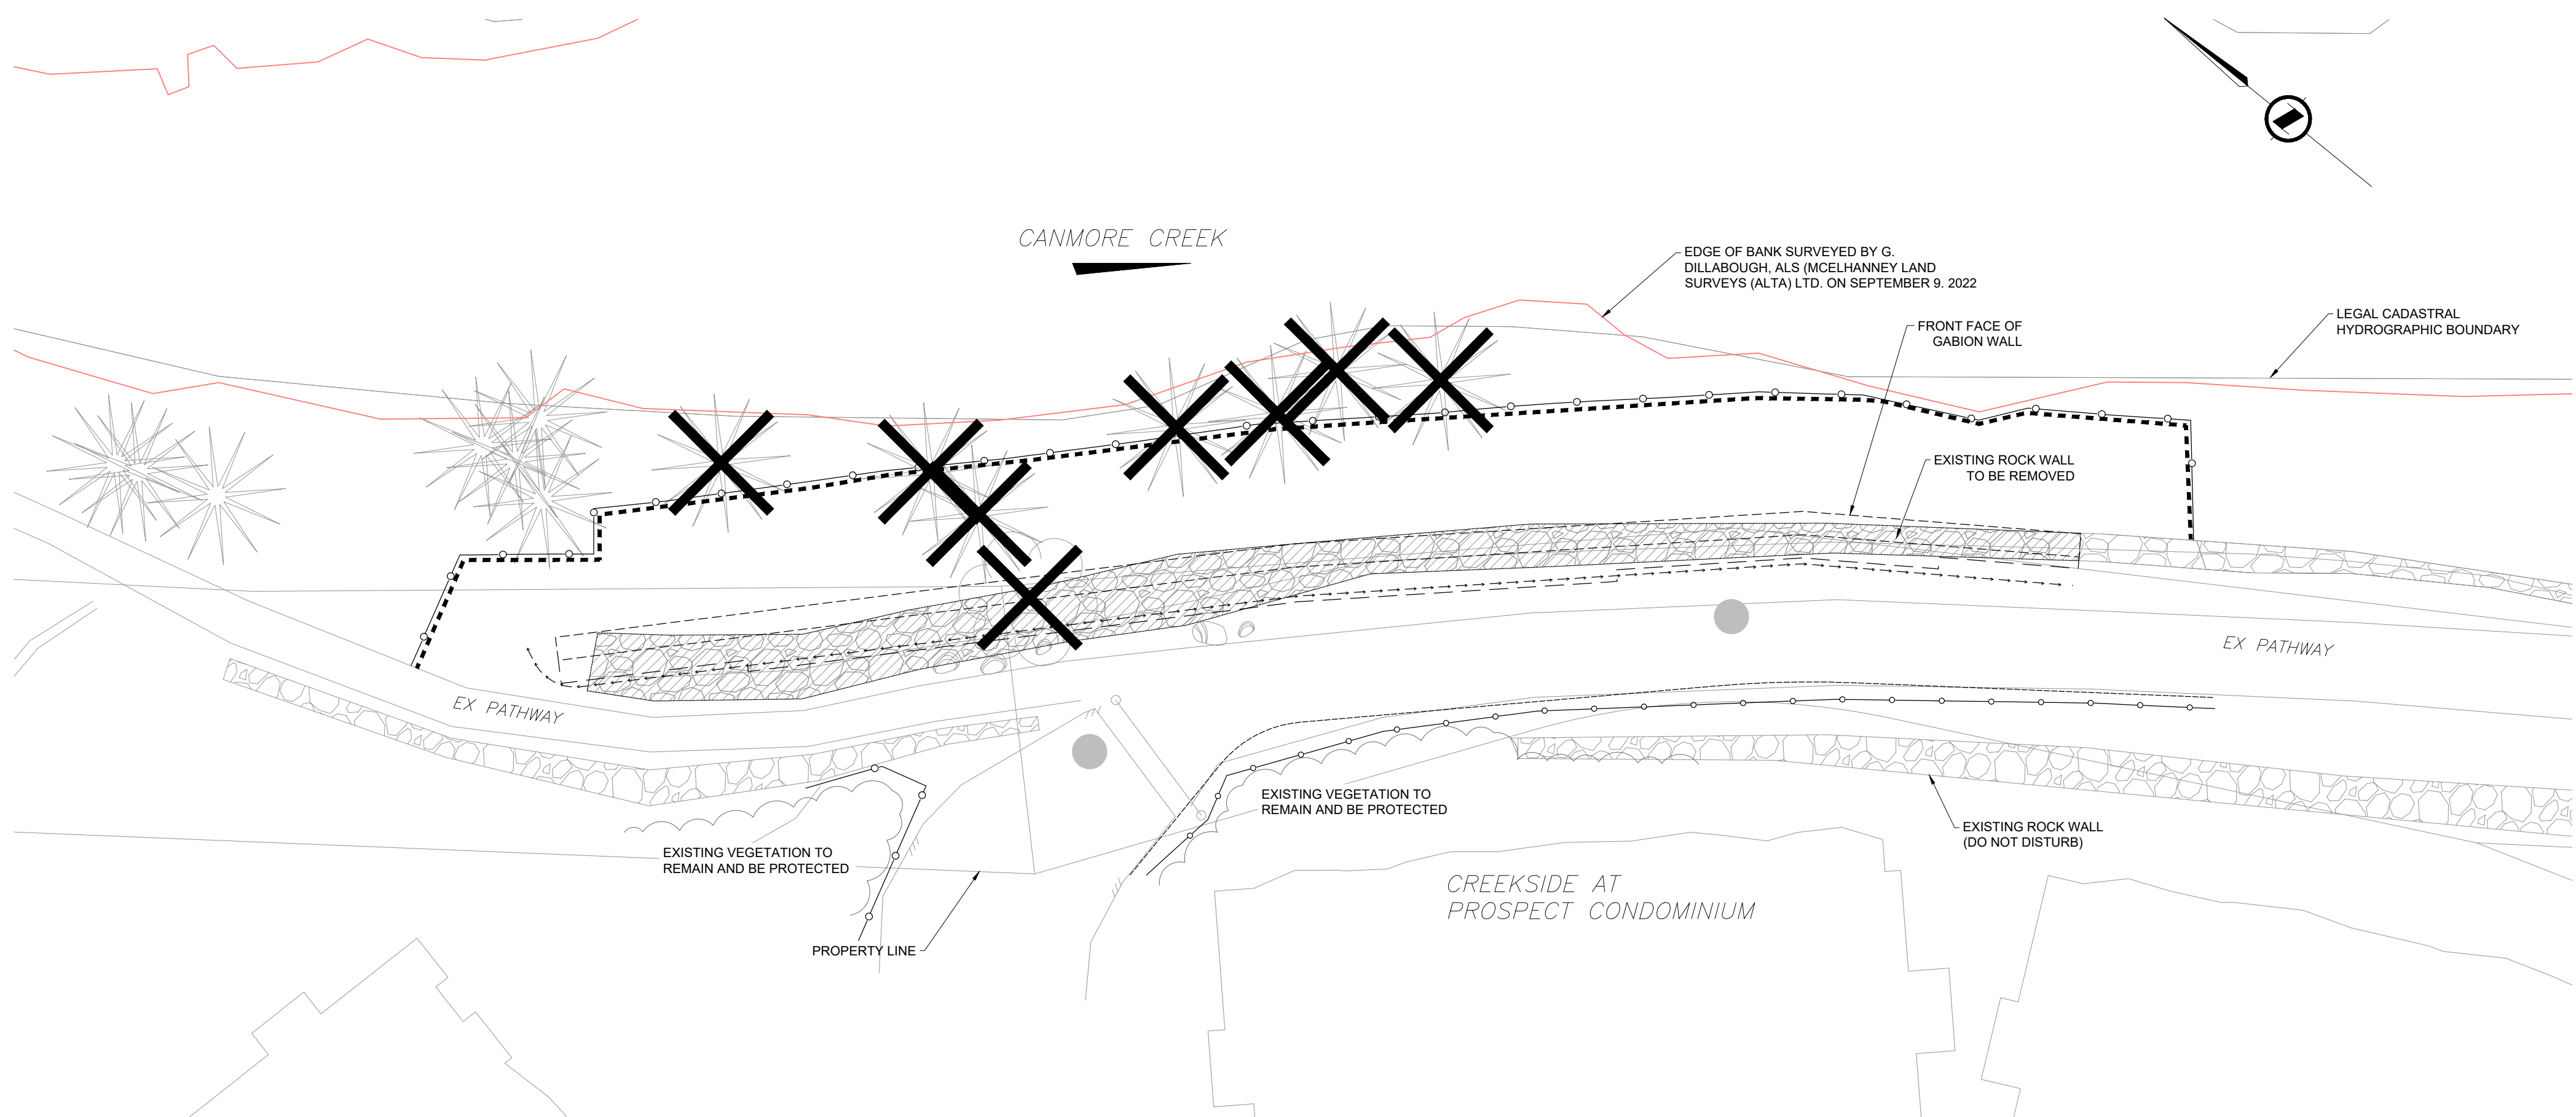 CANMORE CREEK
EDGE OF BANK SURVEYED BY G.
DILLABOUGH, ALS (MCELHANNEY LAND
SURVEYS (ALTA) LTD. ON SEPTEMBER 9. 2022
LEGAL CADASTRAL
HYDROGRAPHIC BOUNDARY
FRONT FACE OF
GABION WALL
EXISTING ROCK WALL
TO BE REMOVED
EX PATHWAY
EX PATHWAY
EXISTING VEGETATION TO
REMAIN AND BE PROTECTED
EXISTING VEGETATION TO
REMAIN AND BE PROTECTED
EXISTING ROCK WALL
(DO NOT DISTURB)
CREEKSIDE AT
PROSPECT CONDOMINIUM
PROPERTY LINE